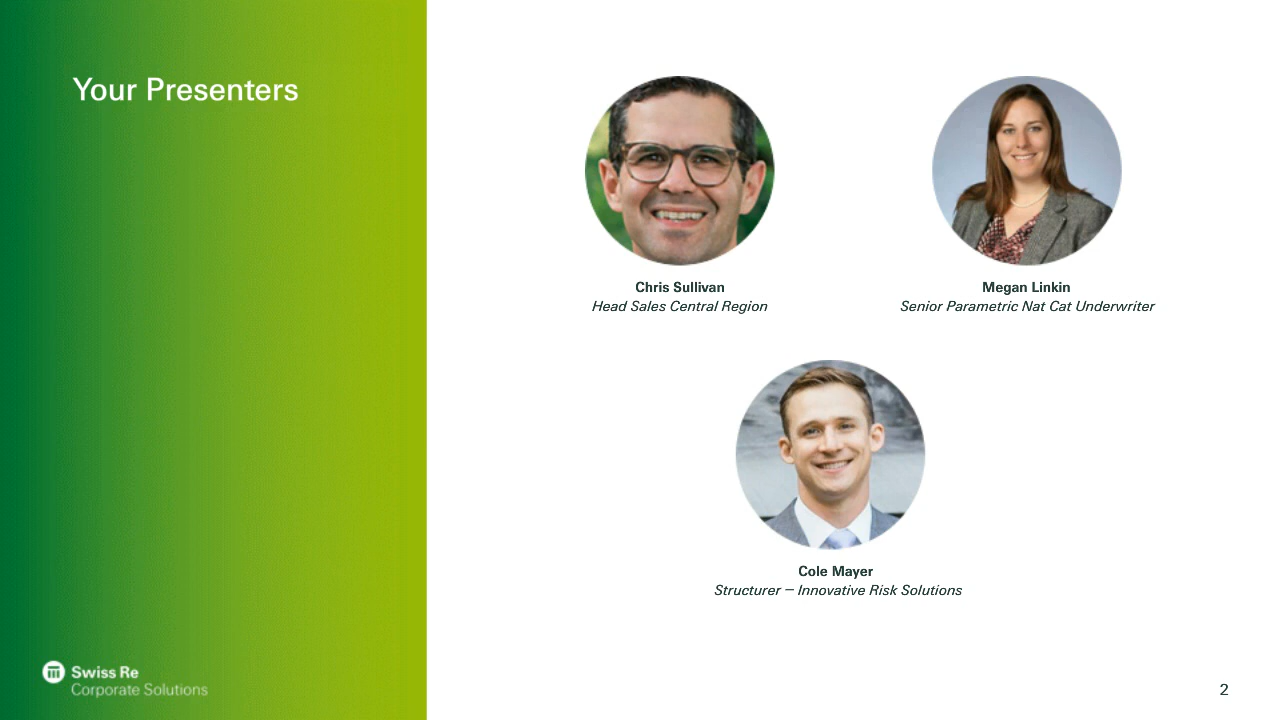 Your Presenters
Chris Sullivan
Head Sales Central Region
Megan Linkin
Senior Parametric Nat Cat Underwriter
Cole Mayer
Structurer – Innovative Risk Solutions
Swiss Re
Corporate Solutions
2